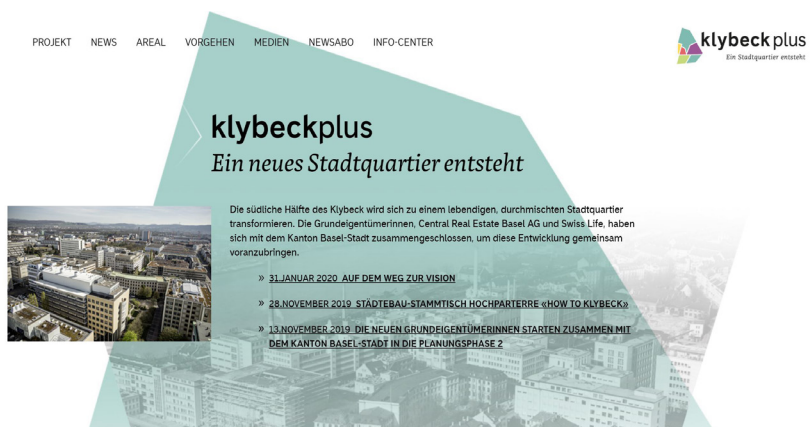 PROJEKT NEWS AREAL VORGEHEN MEDIEN NEWSABO INFO-CENTER
klybeckplus
Ein Stadtquartier entsteht
klybeckplus
Ein neues Stadtquartier entsteht
Die südliche Hälfte des Klybeck wird sich zu einem lebendigen, durchmischten Stadtquartier
transformieren. Die Grundeigentümerinnen, Central Real Estate Basel AG und Swiss Life, haben
sich mit dem Kanton Basel-Stadt zusammengeschlossen, um diese Entwicklung gemeinsam
voranzubringen.
» 31.JANUAR 2020 AUF DEM WEG ZUR VISION
» 28.NOVEMBER 2019 STÄDTEBAU-STAMMTISCH HOCHPARTERRE «HOW TO KLYBECK»
» 13.NOVEMBER 2019 DIE NEUEN GRUNDEIGENTÜMERINNEN STARTEN ZUSAMMEN MIT
DEM KANTON BASEL-STADT IN DIE PLANUNGSPHASE 2